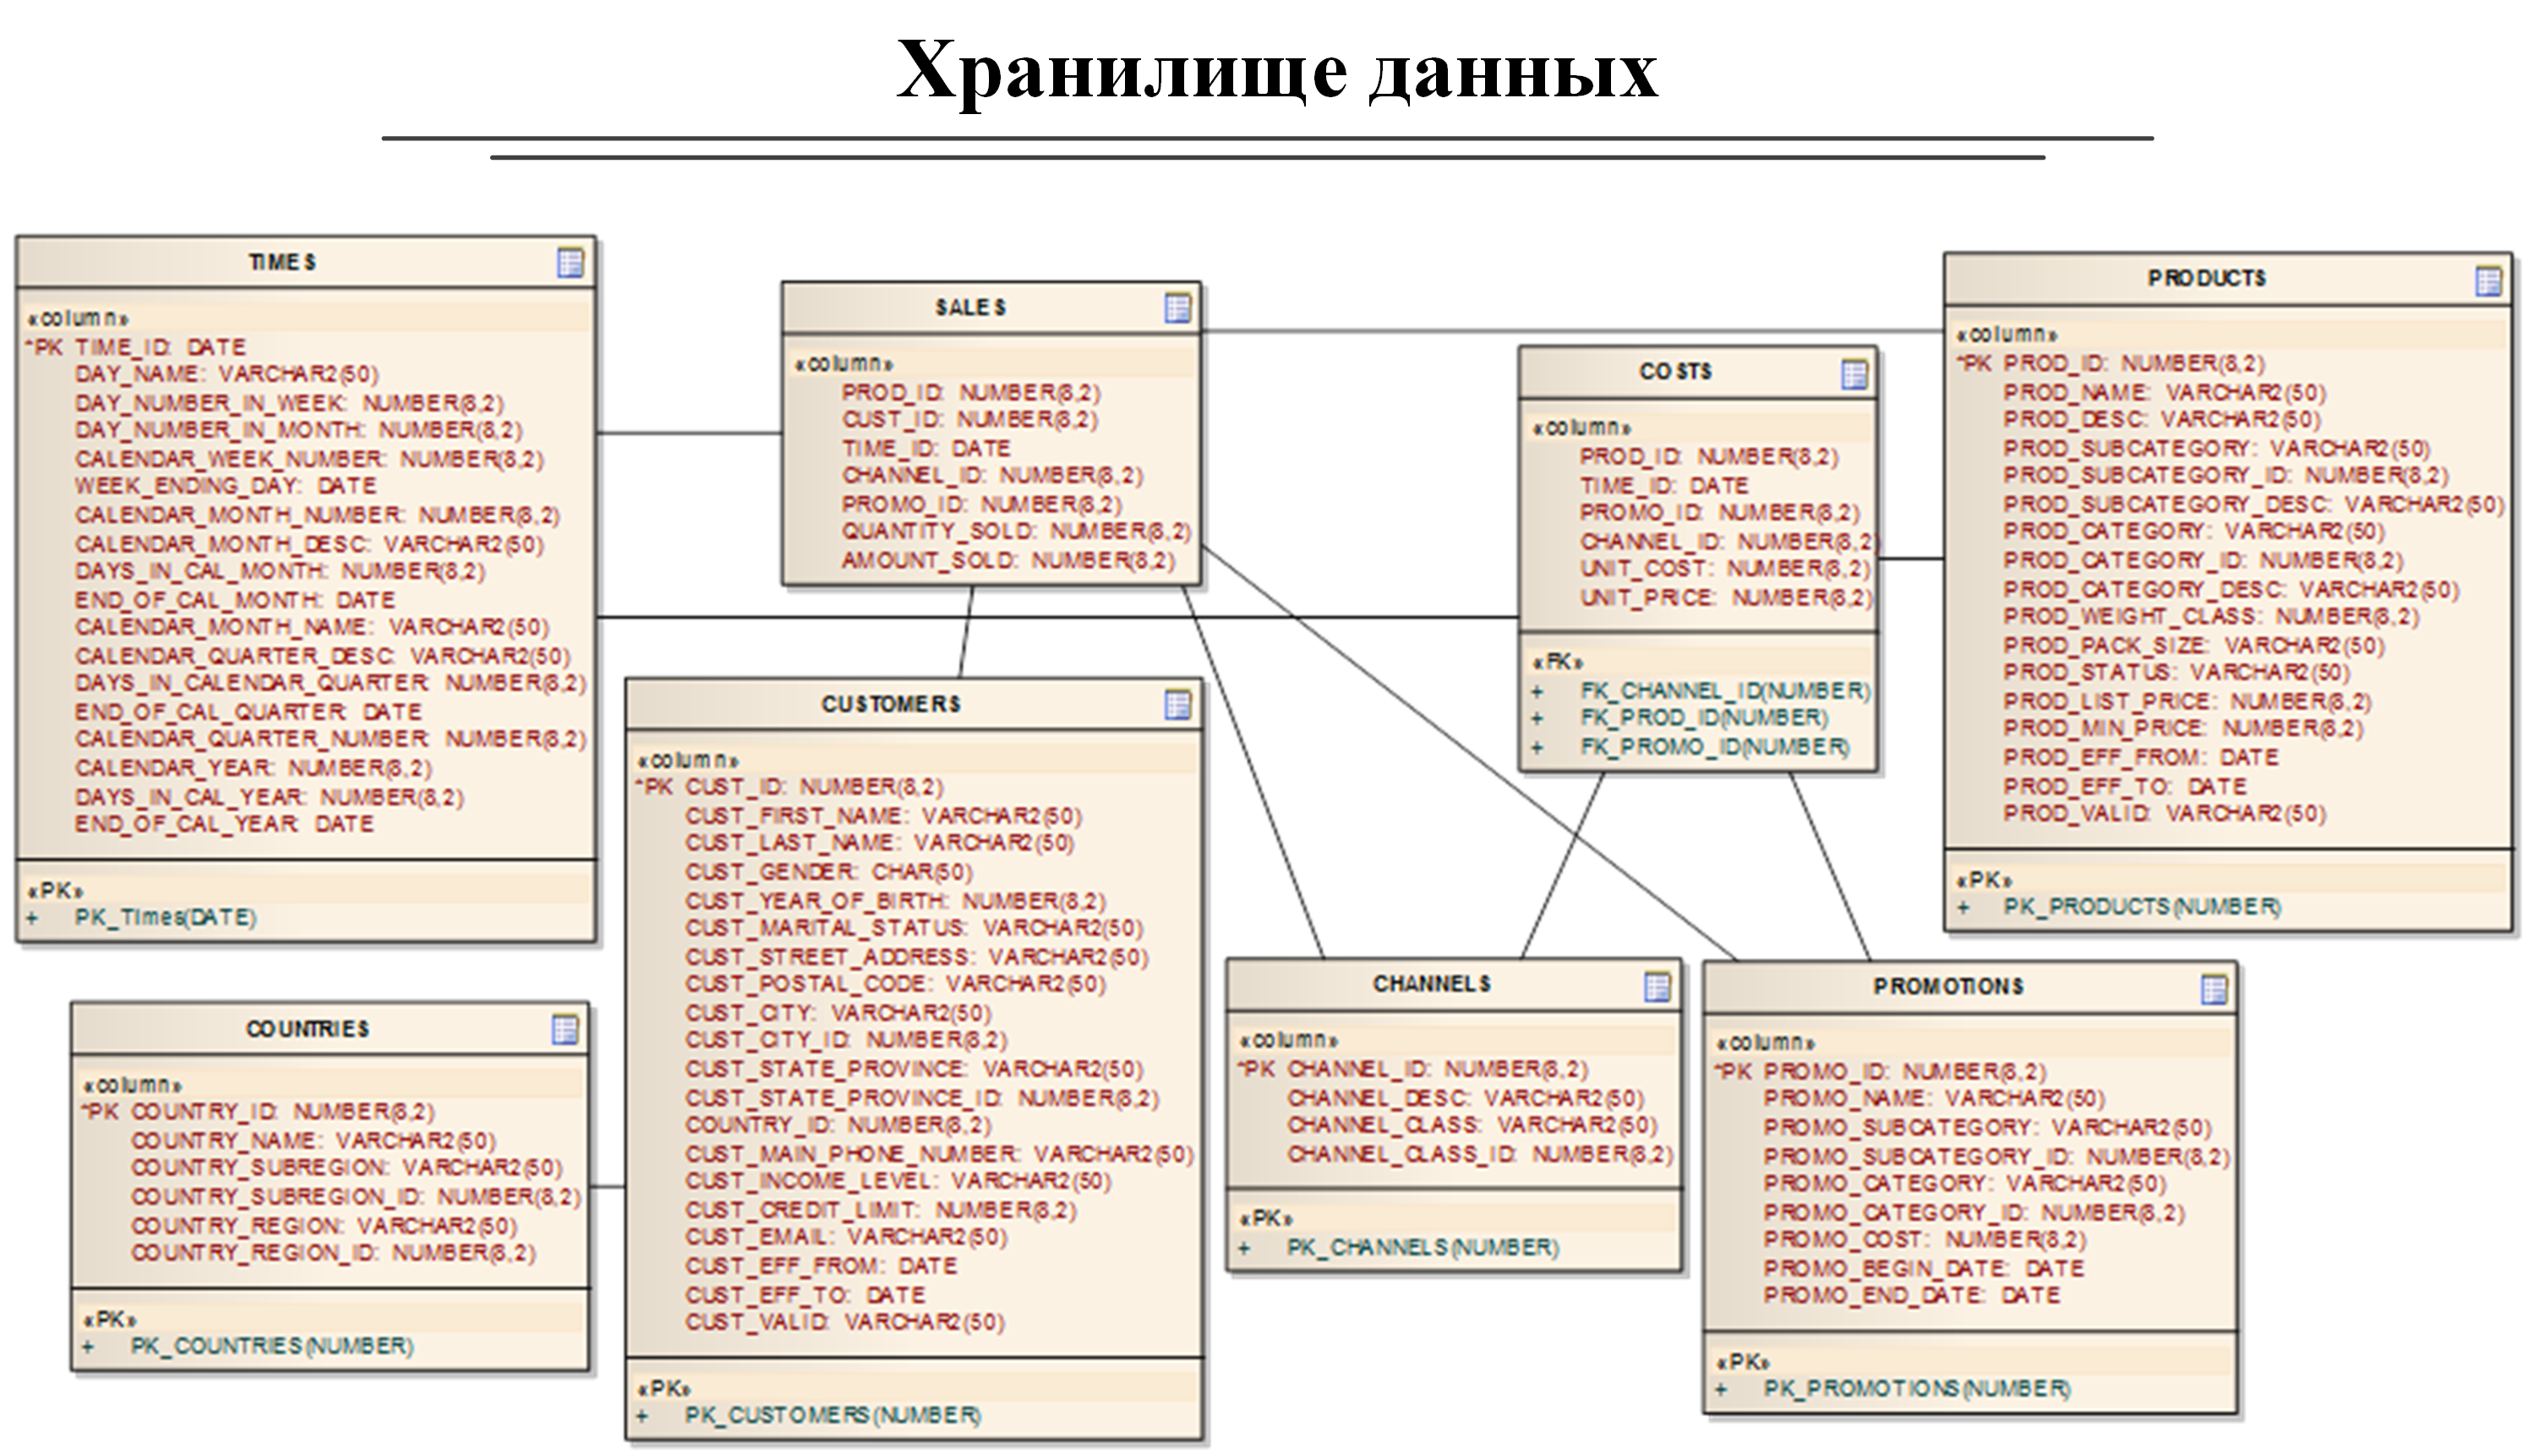 Хранилище данных
TIMES
«column»
*PK TIME_ID: DATE
DAY_NAME: VARCHAR2(50)
DAY_NUMBER_IN_WEEK: NUMBER(8,2)
DAY_NUMBER_IN_MONTH: NUMBER(8,2)
CALENDAR_WEEK_NUMBER: NUMBER(8,2)
WEEK_ENDING_DAY: DATE
CALENDAR_MONTH_NUMBER: NUMBER(8,2)
CALENDAR_MONTH_DESC: VARCHAR2(50)
DAYS_IN_CAL_MONTH: NUMBER(8,2)
END_OF_CAL_MONTH: DATE
CALENDAR_MONTH_NAME: VARCHAR2(50)
CALENDAR_QUARTER_DESC: VARCHAR2(50)
DAYS_IN_CALENDAR_QUARTER: NUMBER(8,2)
END_OF_CAL_QUARTER: DATE
CALENDAR_QUARTER_NUMBER: NUMBER(8,2)
CALENDAR_YEAR: NUMBER(8,2)
DAYS_IN_CAL_YEAR: NUMBER(8,2)
END_OF_CAL_YEAR: DATE
«PK»
+ PK_Times(DATE)
SALES
«column»
PROD_ID: NUMBER(8,2)
CUST_ID: NUMBER(8,2)
TIME_ID: DATE
CHANNEL_ID: NUMBER(8,2)
PROMO_ID: NUMBER(8,2)
QUANTITY_SOLD: NUMBER(8,2)
AMOUNT_SOLD: NUMBER(8,2)
COSTS
«column»
PROD_ID: NUMBER(8,2)
TIME_ID: DATE
PROMO_ID: NUMBER(8,2)
CHANNEL_ID: NUMBER(8,2)
UNIT_COST: NUMBER(8,2)
UNIT_PRICE: NUMBER(8,2)
«FK»
+ FK_CHANNEL_ID(NUMBER)
+ FK_PROD_ID(NUMBER)
+ FK_PROMO_ID(NUMBER)
PRODUCTS
«column»
*PK PROD_ID: NUMBER(8,2)
PROD_NAME: VARCHAR2(50)
PROD_DESC: VARCHAR2(50)
PROD_SUBCATEGORY: VARCHAR2(50)
PROD_SUBCATEGORY_ID: NUMBER(8,2)
PROD_SUBCATEGORY_DESC: VARCHAR2(50)
PROD_CATEGORY: VARCHAR2(50)
PROD_CATEGORY_ID: NUMBER(8,2)
PROD_CATEGORY_DESC: VARCHAR2(50)
PROD_WEIGHT_CLASS: NUMBER(8,2)
PROD_PACK_SIZE: VARCHAR2(50)
PROD_STATUS: VARCHAR2(50)
PROD_LIST_PRICE: NUMBER(8,2)
PROD_MIN_PRICE: NUMBER(8,2)
PROD_EFF_FROM: DATE
PROD_EFF_TO: DATE
PROD_VALID: VARCHAR2(50)
«PK»
+ PK_PRODUCTS(NUMBER)
COUNTRIES
«column»
*PK COUNTRY_ID: NUMBER(8,2)
COUNTRY_NAME: VARCHAR2(50)
COUNTRY_SUBREGION: VARCHAR2(50)
COUNTRY_SUBREGION_ID: NUMBER(8,2)
COUNTRY_REGION: VARCHAR2(50)
COUNTRY_REGION_ID: NUMBER(8,2)
«PK»
+ PK_COUNTRIES(NUMBER)
CUSTOMERS
«column»
*PK CUST_ID: NUMBER(8,2)
CUST_FIRST_NAME: VARCHAR2(50)
CUST_LAST_NAME: VARCHAR2(50)
CUST_GENDER: CHAR(50)
CUST_YEAR_OF_BIRTH: NUMBER(8,2)
CUST_MARITAL_STATUS: VARCHAR2(50)
CUST_STREET_ADDRESS: VARCHAR2(50)
CUST_POSTAL_CODE: VARCHAR2(50)
CUST_CITY: VARCHAR2(50)
CUST_CITY_ID: NUMBER(8,2)
CUST_STATE_PROVINCE: VARCHAR2(50)
CUST_STATE_PROVINCE_ID: NUMBER(8,2)
COUNTRY_ID: NUMBER(8,2)
CUST_MAIN_PHONE_NUMBER: VARCHAR2(50)
CUST_INCOME_LEVEL: VARCHAR2(50)
CUST_CREDIT_LIMIT: NUMBER(8,2)
CUST_EMAIL: VARCHAR2(50)
CUST_EFF_FROM: DATE
CUST_EFF_TO: DATE
CUST_VALID: VARCHAR2(50)
«PK»
+ PK_CUSTOMERS(NUMBER)
CHANNELS
«column»
*PK CHANNEL_ID: NUMBER(8,2)
CHANNEL_DESC: VARCHAR2(50)
CHANNEL_CLASS: VARCHAR2(50)
CHANNEL_CLASS_ID: NUMBER(8,2)
«PK»
+ PK_CHANNELS(NUMBER)
PROMOTIONS
«column»
*PK PROMO_ID: NUMBER(8,2)
PROMO_NAME: VARCHAR2(50)
PROMO_SUBCATEGORY: VARCHAR2(50)
PROMO_SUBCATEGORY_ID: NUMBER(8,2)
PROMO_CATEGORY: VARCHAR2(50)
PROMO_CATEGORY_ID: NUMBER(8,2)
PROMO_COST: NUMBER(8,2)
PROMO_BEGIN_DATE: DATE
PROMO_END_DATE: DATE
«PK»
+ PK_PROMOTIONS(NUMBER)